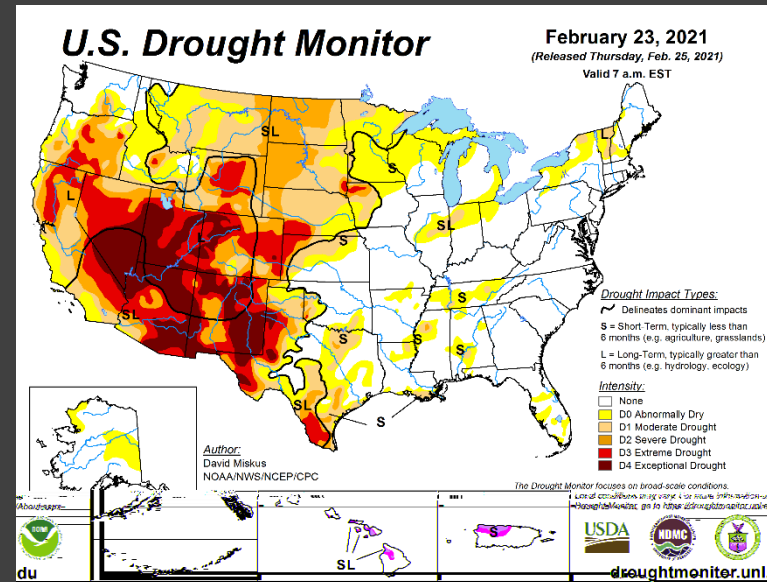 U.S. Drought Monitor
February 23, 2021
(Released Thursday, Feb. 25, 2021)
Valid 7 a.m. EST
SL
S
L
L
SL
S
L
S
SL
S
S
S
S
SL
S
Drought Impact Types:
Delineates dominant impacts
S = Short-Term, typically less than
6 months (e.g. agriculture, grasslands)
L = Long-Term, typically greater than
6 months (e.g. hydrology, ecology)
Intensity:
None
D0 Abnormally Dry
D1 Moderate Drought
D2 Severe Drought
D3 Extreme Drought
D4 Exceptional Drought
Author:
David Miskus
NOAA/NWS/NCEP/CPC
The Drought Monitor focuses on broad-scale conditions.
SL
S
USDA
NDMC
du
droughtmonitor.unl